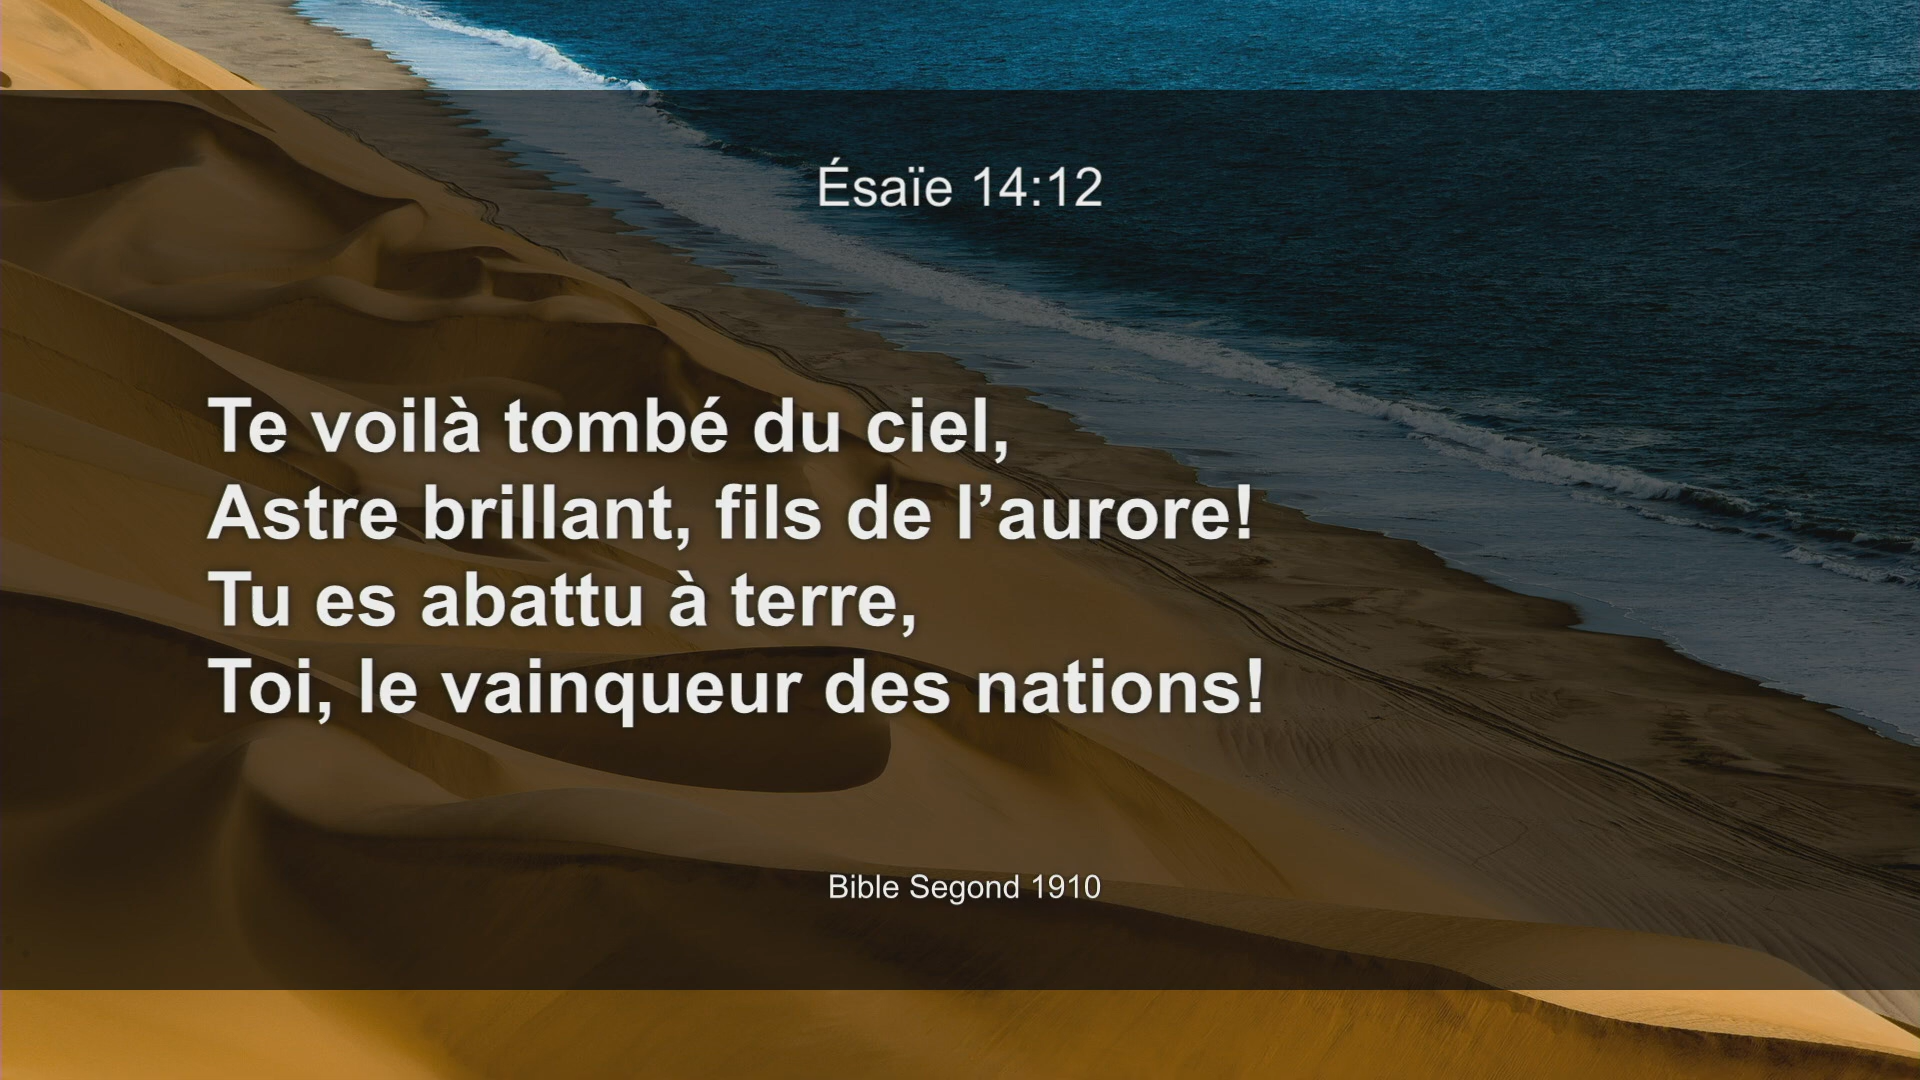 Ésaïe 14:12
Te voilà tombé du ciel,
Astre brillant, fils de l’aurore!
Tu es abattu à terre,
Toi, le vainqueur des nations!
Bible Segond 1910